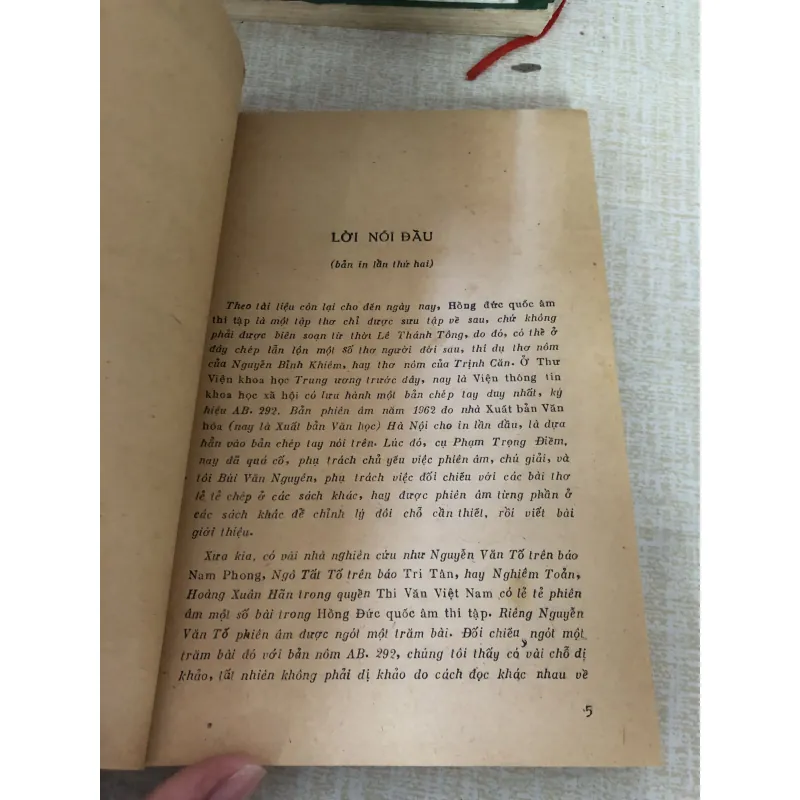 LỜI NÓI ĐẦU
(bản in lần thứ hai)
Theo tài liệu còn lại cho đến ngày nay, Hồng đức quốc âm
thi tập là một tập thơ chỉ được sưu tập về sau, chứ không
phải được biên soạn từ thời Lê Thánh Tông, do đó, có thể ở
đây chép lẫn lộn một số thơ người đời sau, thí dụ thơ nôm
của Nguyễn Bỉnh Khiêm, hay thơ nôm của Trịnh Căn. Ở Thư
Viện khoa học Trung ương trước đây, nay là Viện thông tin
khoa học xã hội có lưu hành một bản chép tay duy nhất, ký
hiệu AB. 292. Bản phiên âm năm 1962 do nhà Xuất bản Văn
hóa (nay là Xuất bản Văn học) Hà Nội cho in lần đầu, là dựa
hẳn vào bản chép tay nói trên. Lúc đó, cụ Phạm Trọng Điềm,
nay đã quá cố, phụ trách chủ yếu việc phiên âm, chú giải, và
tôi Bùi Văn Nguyên, phụ trách việc đối chiếu với các bài thơ
lẻ tẻ chép ở các sách khác, hay được phiên âm từng phần ở
các sách khác để chỉnh lý đôi chỗ cần thiết, rồi viết bài
giới thiệu.
Xưa kia, có vài nhà nghiên cứu như Nguyễn Văn Tố trên báo
Nam Phong, Ngô Tất Tố trên báo Tri Tân, hay Nghiêm Toản,
Hoàng Xuân Hãn trong quyển Thi Văn Việt Nam có lẻ tẻ phiên
âm một số bài trong Hồng Đức quốc âm thi tập. Riêng Nguyễn
Văn Tố phiên âm được ngót một trăm bài. Đối chiếu ngót một
trăm bài đó với bản nôm AB. 292, chúng tôi thấy có vài chỗ dị
khảo, tất nhiên không phải dị khảo do cách đọc khác nhau về
5